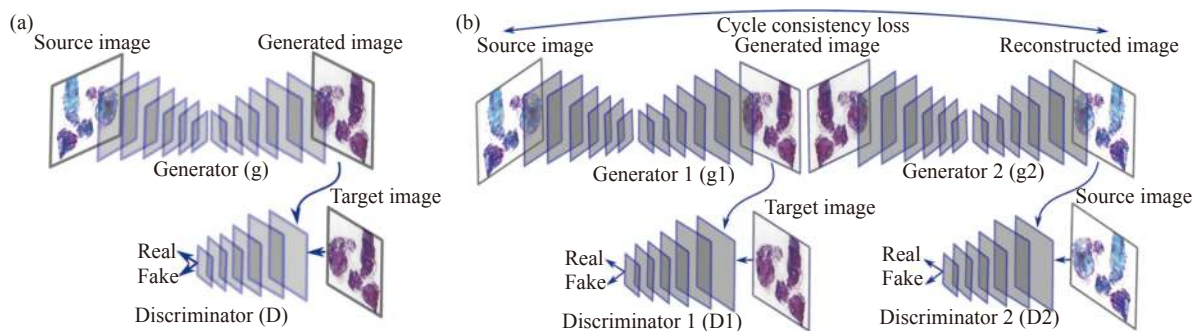 (a)
Source image
Generated image
Generator (g)
Target image
Real
Fake
Discriminator (D)
(b)
Cycle consistency loss
Source image
Generated image
Reconstructed image
Generator 1 (g1)
Generator 2 (g2)
Target image
Source image
Real
Fake
Real
Fake
Discriminator 1 (D1)
Discriminator 2 (D2)